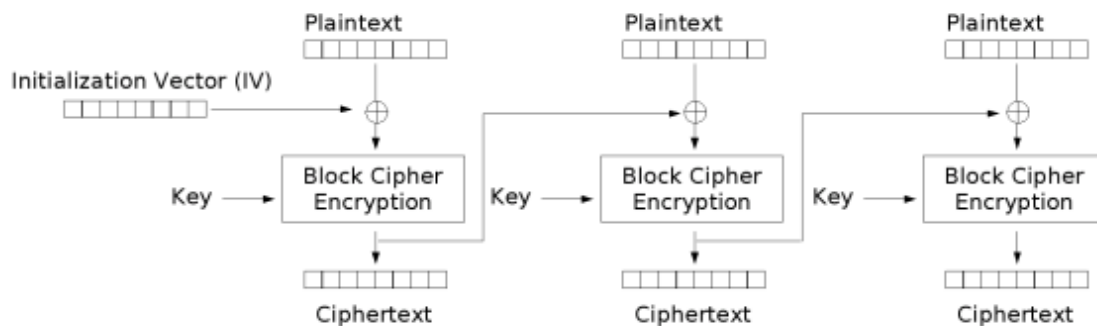 Plaintext
Plaintext
Plaintext
Initialization Vector (IV)
Key
Block Cipher
Encryption
Key
Block Cipher
Encryption
Key
Block Cipher
Encryption
Ciphertext
Ciphertext
Ciphertext